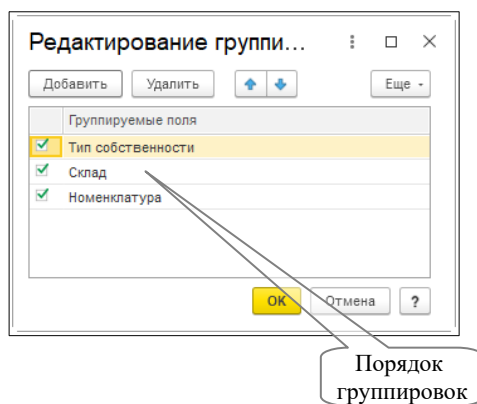 Редактирование группи...
Добавить Удалить Еще
Группируемые поля
Тип собственности
Склад
Номенклатура
ОК Отмена ?
Порядок
группировок